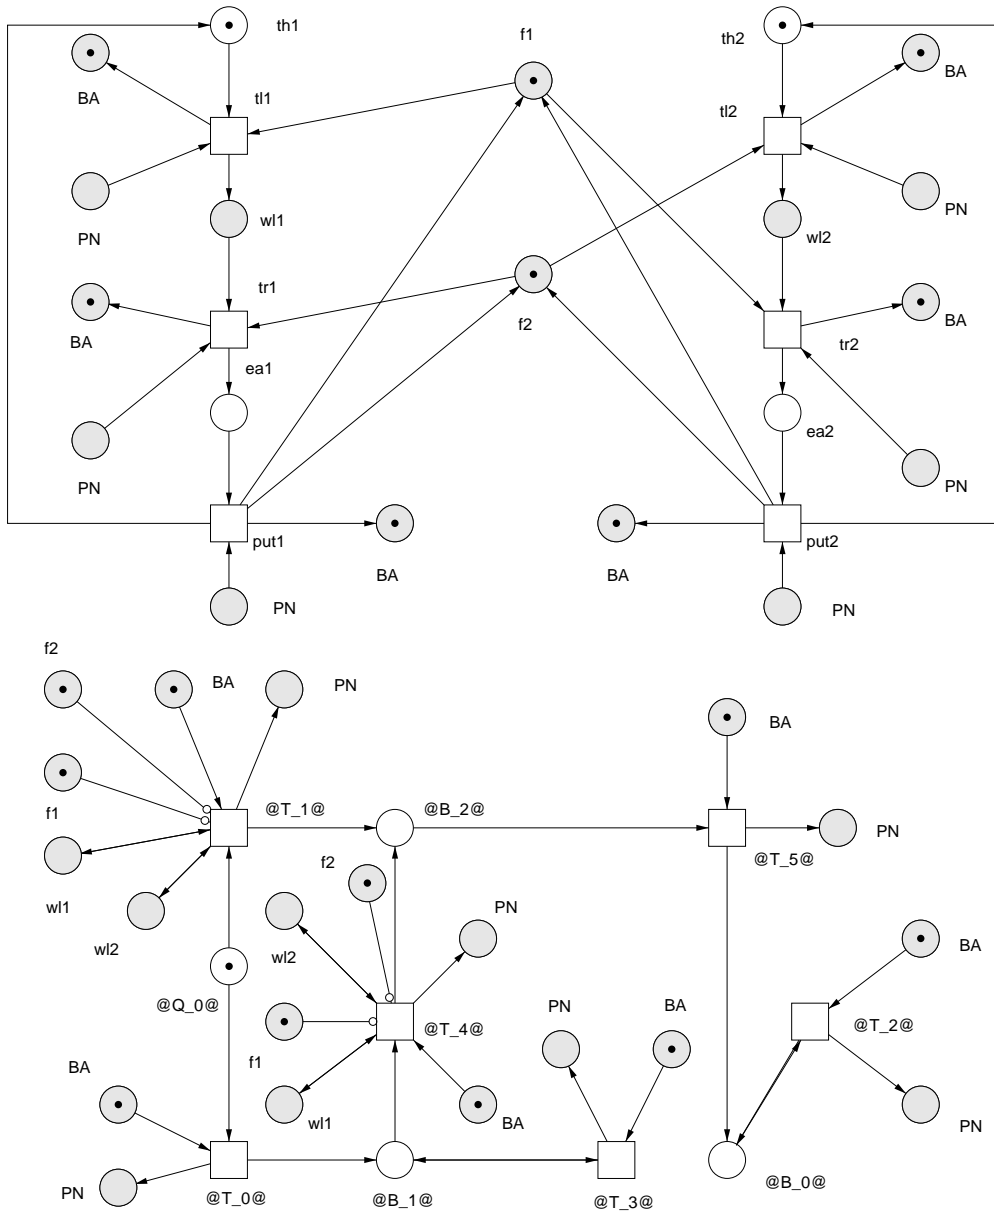 th1
f1
th2
BA
BA
tl1
tl2
PN
wl1
PN
wl2
tr1
BA
f2
BA
tr2
ea1
ea2
PN
PN
put1
put2
BA
BA
PN
PN
f2
BA
PN
BA
f1
@T_1@
@B_2@
PN
@T_5@
wl1
f2
wl2
PN
wl2
BA
@Q_0@
@T_4@
PN
BA
@T_2@
f1
BA
wl1
BA
PN
PN
@T_0@
@B_1@
@T_3@
@B_0@